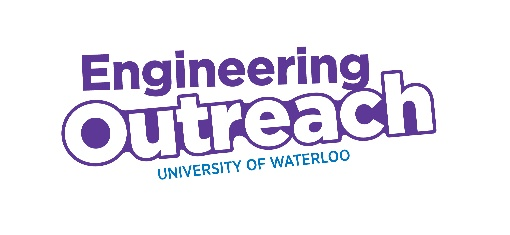 Engineering
Outreach
UNIVERSITY OF WATERLOO